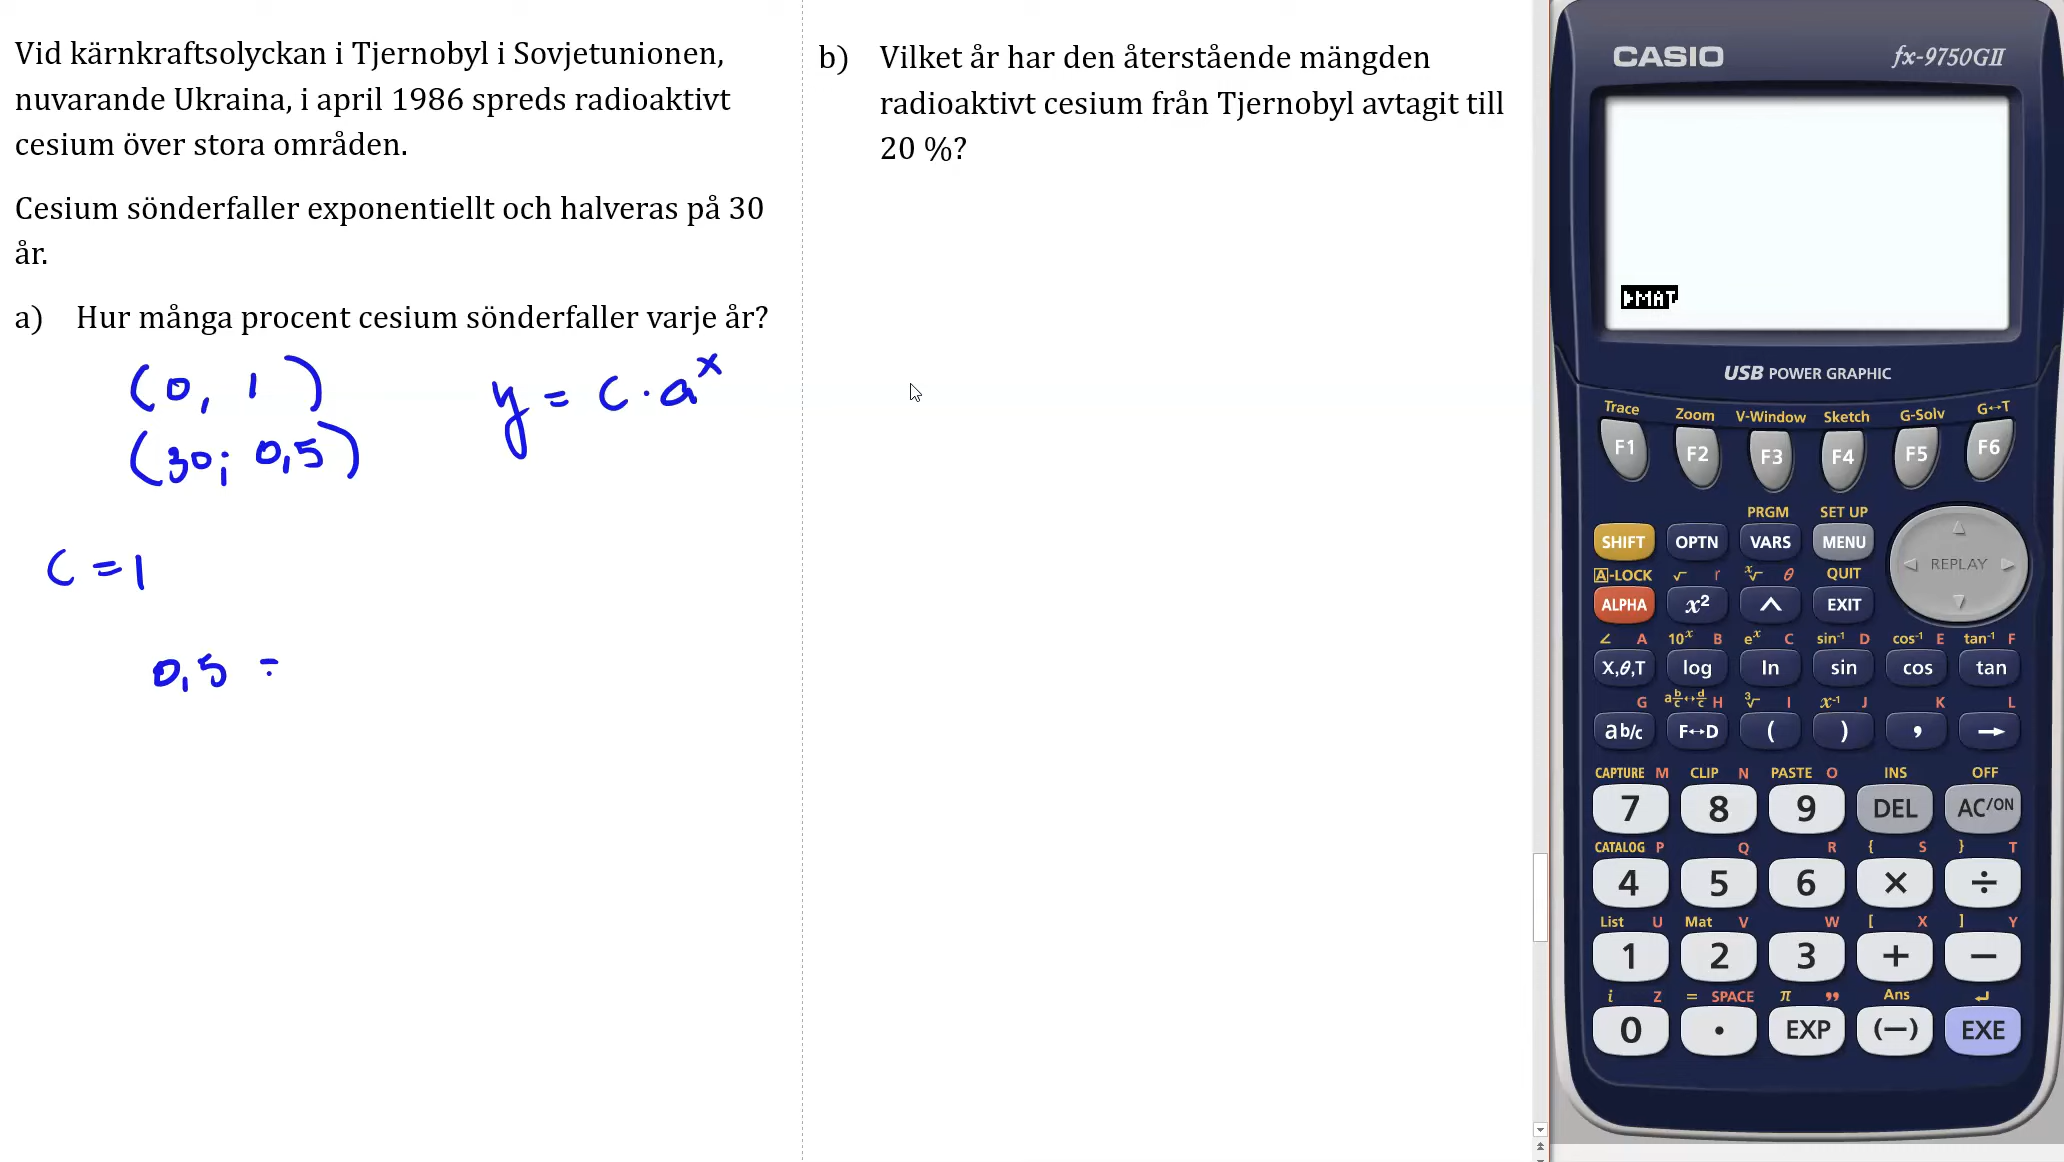 Vid kärnkraftsolyckan i Tjernobyl i Sovjetunionen,
nuvarande Ukraina, i april 1986 spreds radioaktivt
cesium över stora områden.
Cesium sönderfaller exponentiellt och halveras på 30
år.
a) Hur många procent cesium sönderfaller varje år?
(0, 1)
(30; 0,5)
y = C · a^x
C = 1
0,5 =
b) Vilket år har den återstående mängden
radioaktivt cesium från Tjernobyl avtagit till
20 %?
CASIO fx-9750GII
▶MAT
USB POWER GRAPHIC
Trace Zoom V-Window Sketch G-Solv G↔T
F1 F2 F3 F4 F5 F6
PRGM SET UP
SHIFT OPTN VARS MENU
REPLAY
A-LOCK √ r ˣ√ θ QUIT
ALPHA x² ^ EXIT
∠ A 10ˣ B eˣ C sin⁻¹ D cos⁻¹ E tan⁻¹ F
X,θ,T log ln sin cos tan
G a b/c↔d/c H ³√ I x⁻¹ J K L
a b/c F↔D ( ) , →
CAPTURE M CLIP N PASTE O INS OFF
7 8 9 DEL AC/ON
CATALOG P Q R { S } T
4 5 6 × ÷
List U Mat V W [ X ] Y
1 2 3 + −
i Z = SPACE π ” Ans ↵
0 · EXP (−) EXE